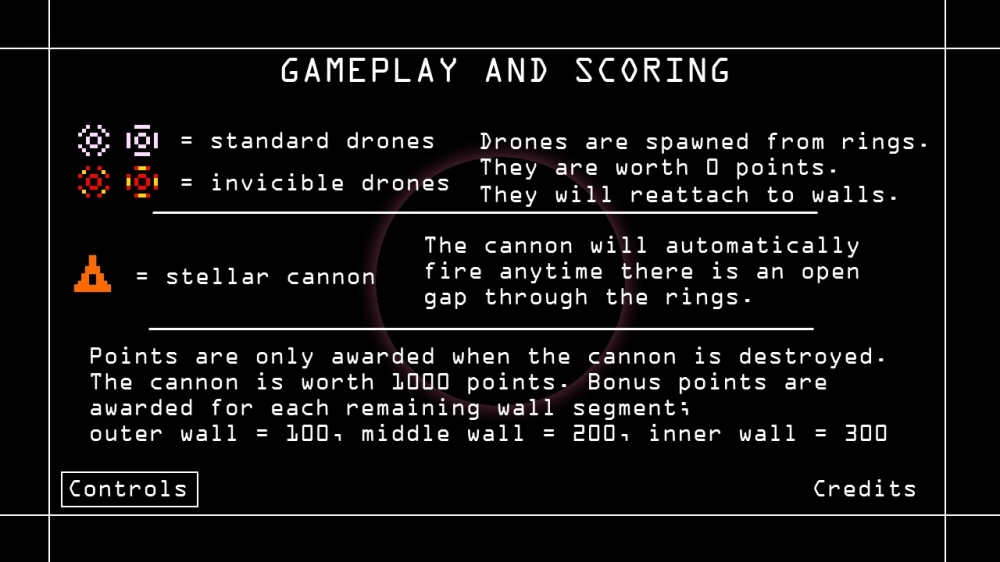 GAMEPLAY AND SCORING
= standard drones
= invicible drones
Drones are spawned from rings.
They are worth 0 points.
They will reattach to walls.
= stellar cannon
The cannon will automatically
fire anytime there is an open
gap through the rings.
Points are only awarded when the cannon is destroyed.
The cannon is worth 1000 points. Bonus points are
awarded for each remaining wall segment;
outer wall = 100, middle wall = 200, inner wall = 300
Controls
Credits